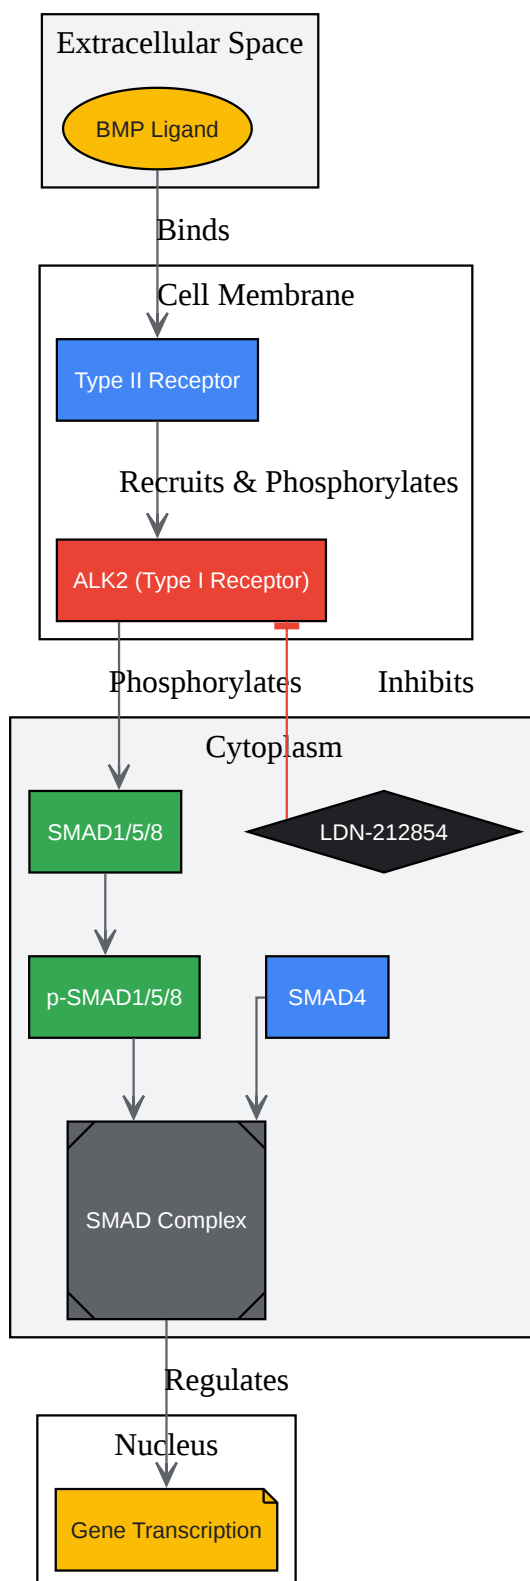 Extracellular Space
BMP Ligand
Binds
Cell Membrane
Type II Receptor
Recruits & Phosphorylates
ALK2 (Type I Receptor)
Phosphorylates
Inhibits
Cytoplasm
SMAD1/5/8
LDN-212854
p-SMAD1/5/8
SMAD4
SMAD Complex
Regulates
Nucleus
Gene Transcription